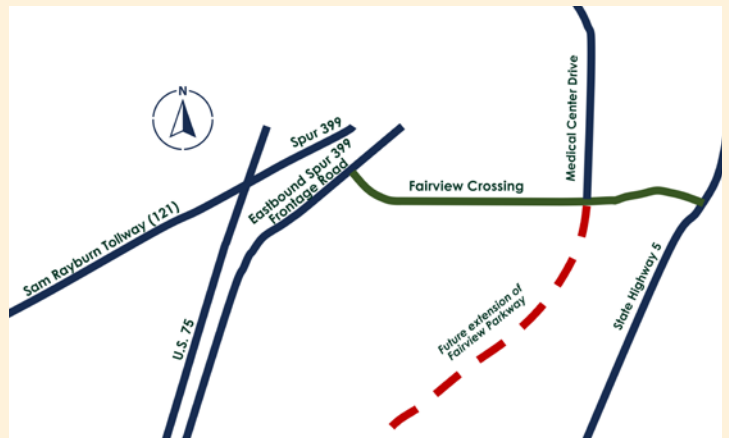 N
Spur 399
Medical Center Drive
Eastbound Spur 399
Frontage Road
Fairview Crossing
Sam Rayburn Tollway (121)
State Highway 5
U.S. 75
Future extension of
Fairview Parkway